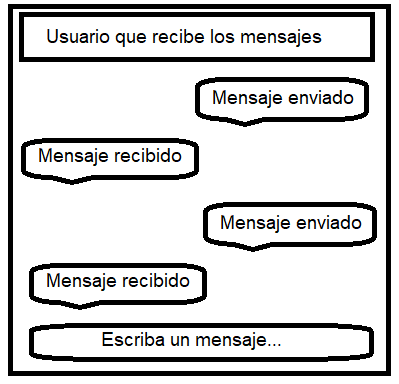 Usuario que recibe los mensajes
Mensaje enviado
Mensaje recibido
Mensaje enviado
Mensaje recibido
Escriba un mensaje...